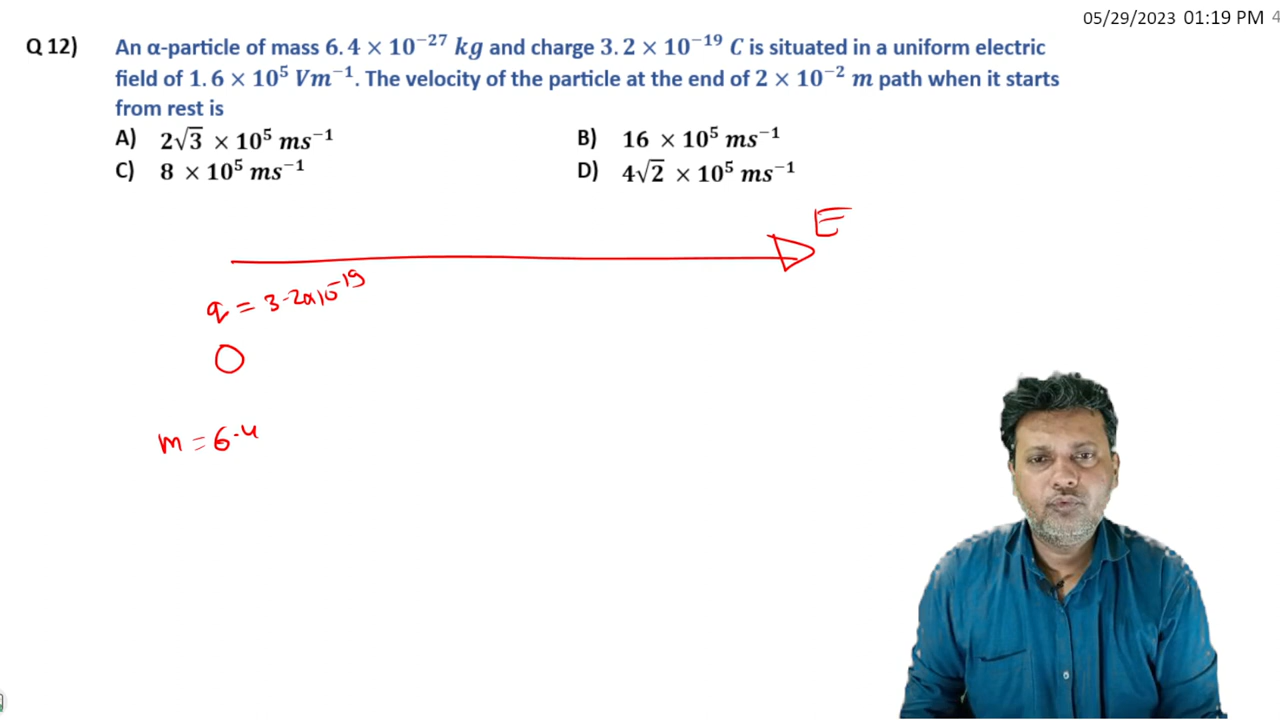 05/29/2023 01:19 PM 4
Q 12) An α-particle of mass 6.4 × 10⁻²⁷ kg and charge 3.2 × 10⁻¹⁹ C is situated in a uniform electric
field of 1.6 × 10⁵ Vm⁻¹. The velocity of the particle at the end of 2 × 10⁻² m path when it starts
from rest is
A) 2√3 × 10⁵ ms⁻¹ B) 16 × 10⁵ ms⁻¹
C) 8 × 10⁵ ms⁻¹ D) 4√2 × 10⁵ ms⁻¹
E
q = 3.2x10⁻¹⁹
m = 6.4